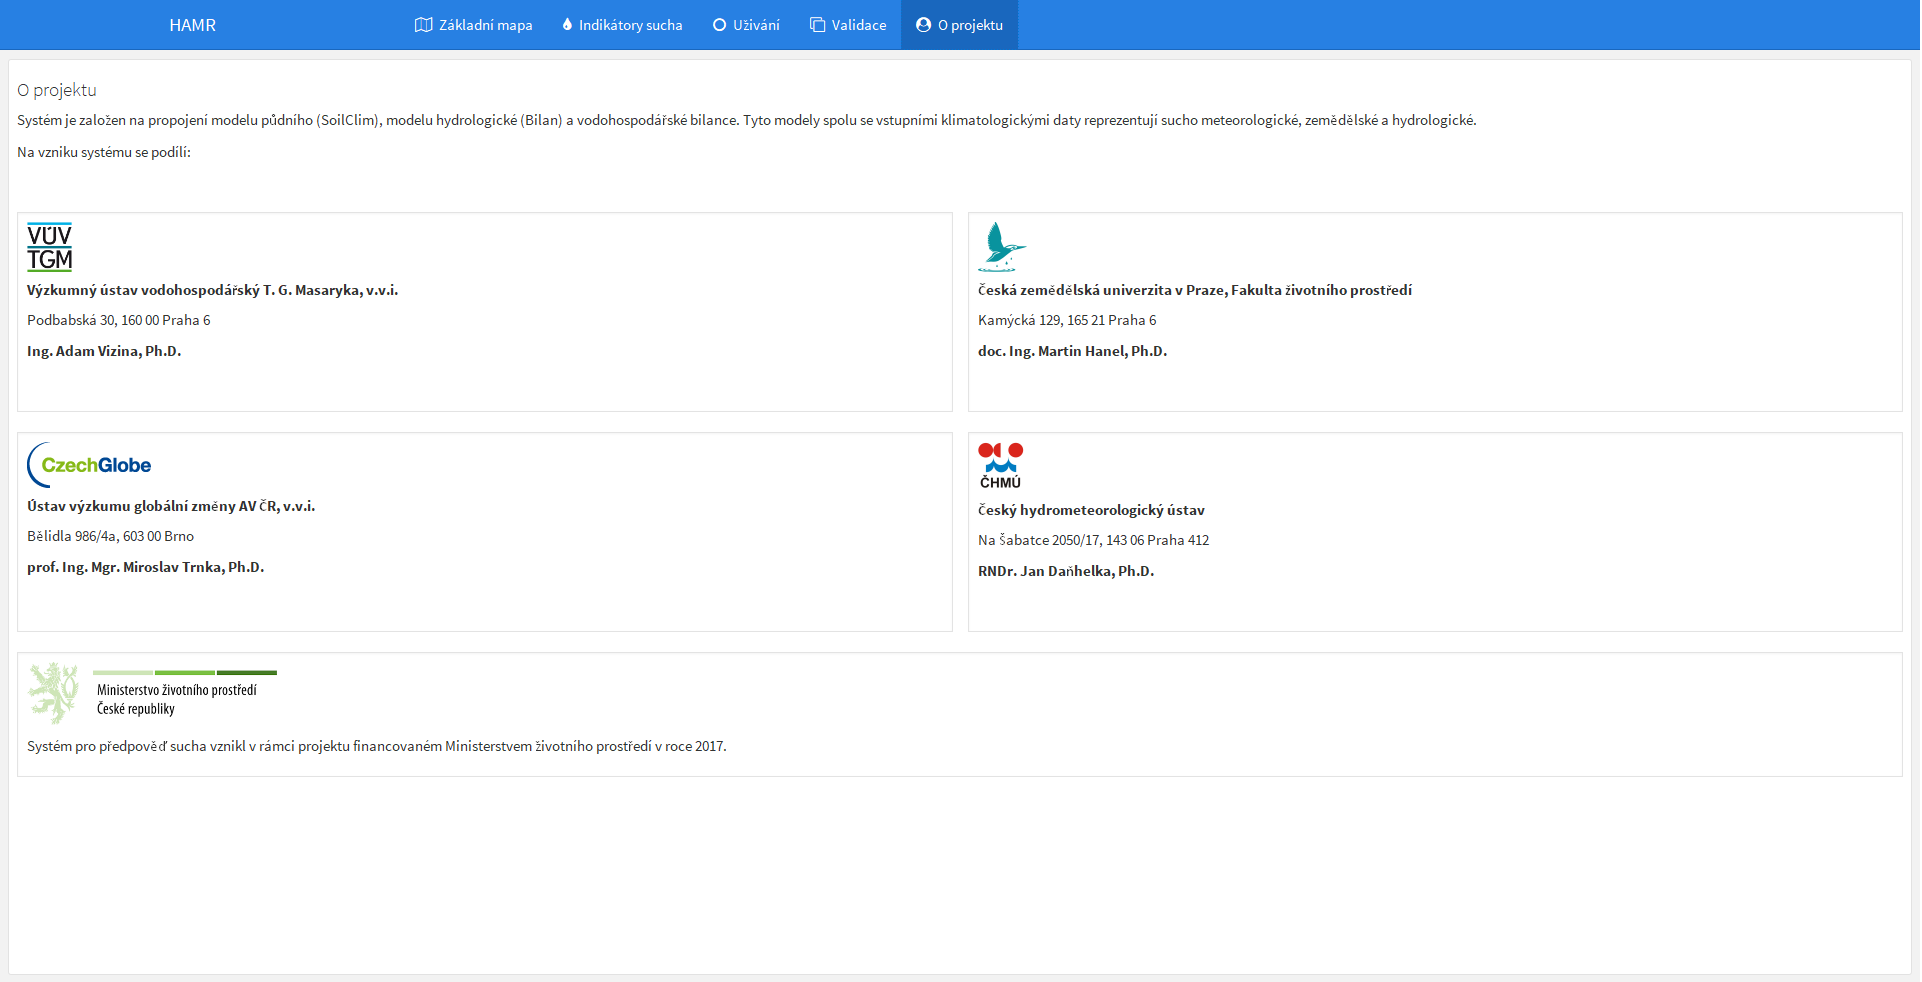 HAMR
Základní mapa
Indikátory sucha
Užívání
Validace
O projektu
O projektu
Systém je založen na propojení modelu půdního (SoilClim), modelu hydrologické (Bilan) a vodohospodářské bilance. Tyto modely spolu se vstupními klimatologickými daty reprezentují sucho meteorologické, zemědělské a hydrologické.
Na vzniku systému se podílí:
VÚV
TGM
Výzkumný ústav vodohospodářský T. G. Masaryka, v.v.i.
Podbabská 30, 160 00 Praha 6
Ing. Adam Vizina, Ph.D.
Česká zemědělská univerzita v Praze, Fakulta životního prostředí
Kamýcká 129, 165 21 Praha 6
doc. Ing. Martin Hanel, Ph.D.
CzechGlobe
Ústav výzkumu globální změny AV ČR, v.v.i.
Bělidla 986/4a, 603 00 Brno
prof. Ing. Mgr. Miroslav Trnka, Ph.D.
ČHMÚ
Český hydrometeorologický ústav
Na Šabatce 2050/17, 143 06 Praha 412
RNDr. Jan Daňhelka, Ph.D.
Ministerstvo životního prostředí
České republiky
Systém pro předpověď sucha vznikl v rámci projektu financovaném Ministerstvem životního prostředí v roce 2017.